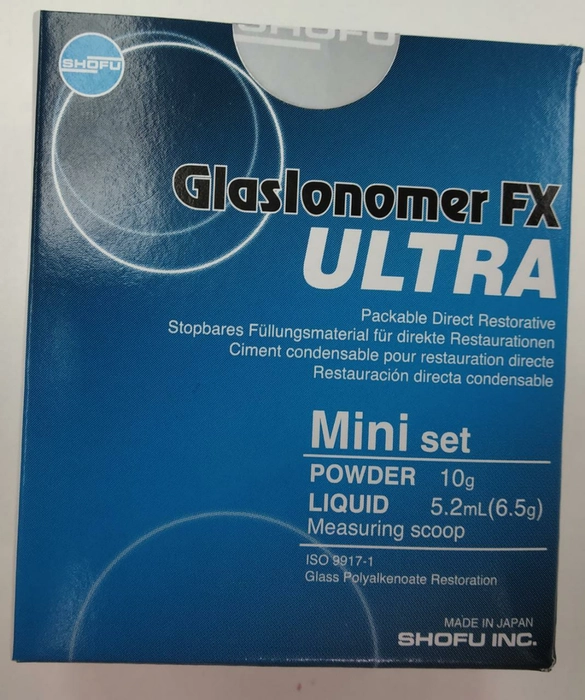 SHOFU
SHOFU
GlasIonomer FX
ULTRA
Packable Direct Restorative
Stopbares Füllungsmaterial für direkte Restaurationen
Ciment condensable pour restauration directe
Restauración directa condensable
Mini set
POWDER 10g
LIQUID 5.2mL(6.5g)
Measuring scoop
ISO 9917-1
Glass Polyalkenoate Restoration
MADE IN JAPAN
SHOFU INC.